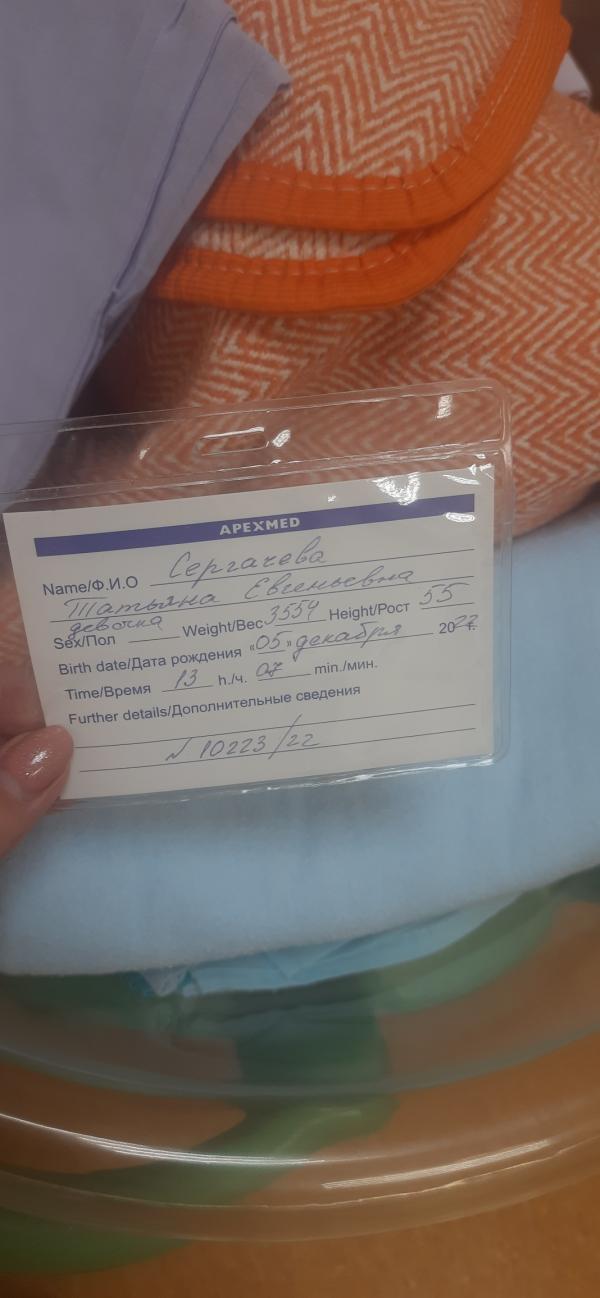 APEXMED
Name/Ф.И.О Сергачева
Татьяна Евгеньевна
Sex/Пол девочка Weight/Вес 3554 Height/Рост 55
Birth date/Дата рождения «05» декабря 2022 г.
Time/Время 13 h./ч. 07 min./мин.
Further details/Дополнительные сведения
N 10223/22